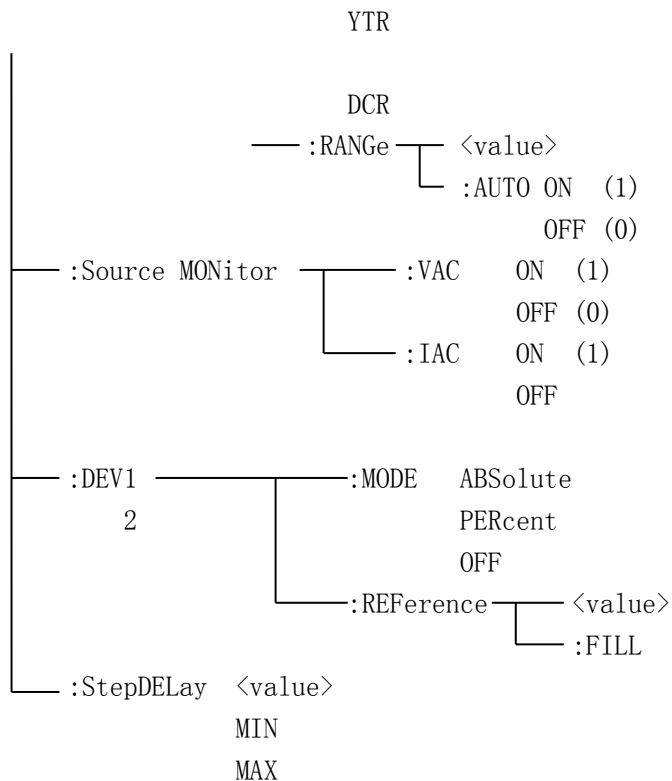 YTR
DCR
:RANGe <value>
:AUTO ON (1)
OFF (0)
:Source MONitor :VAC ON (1)
OFF (0)
:IAC ON (1)
OFF
:DEV1 :MODE ABSolute
2 PERcent
OFF
:REFerence <value>
:FILL
:StepDELay <value>
MIN
MAX